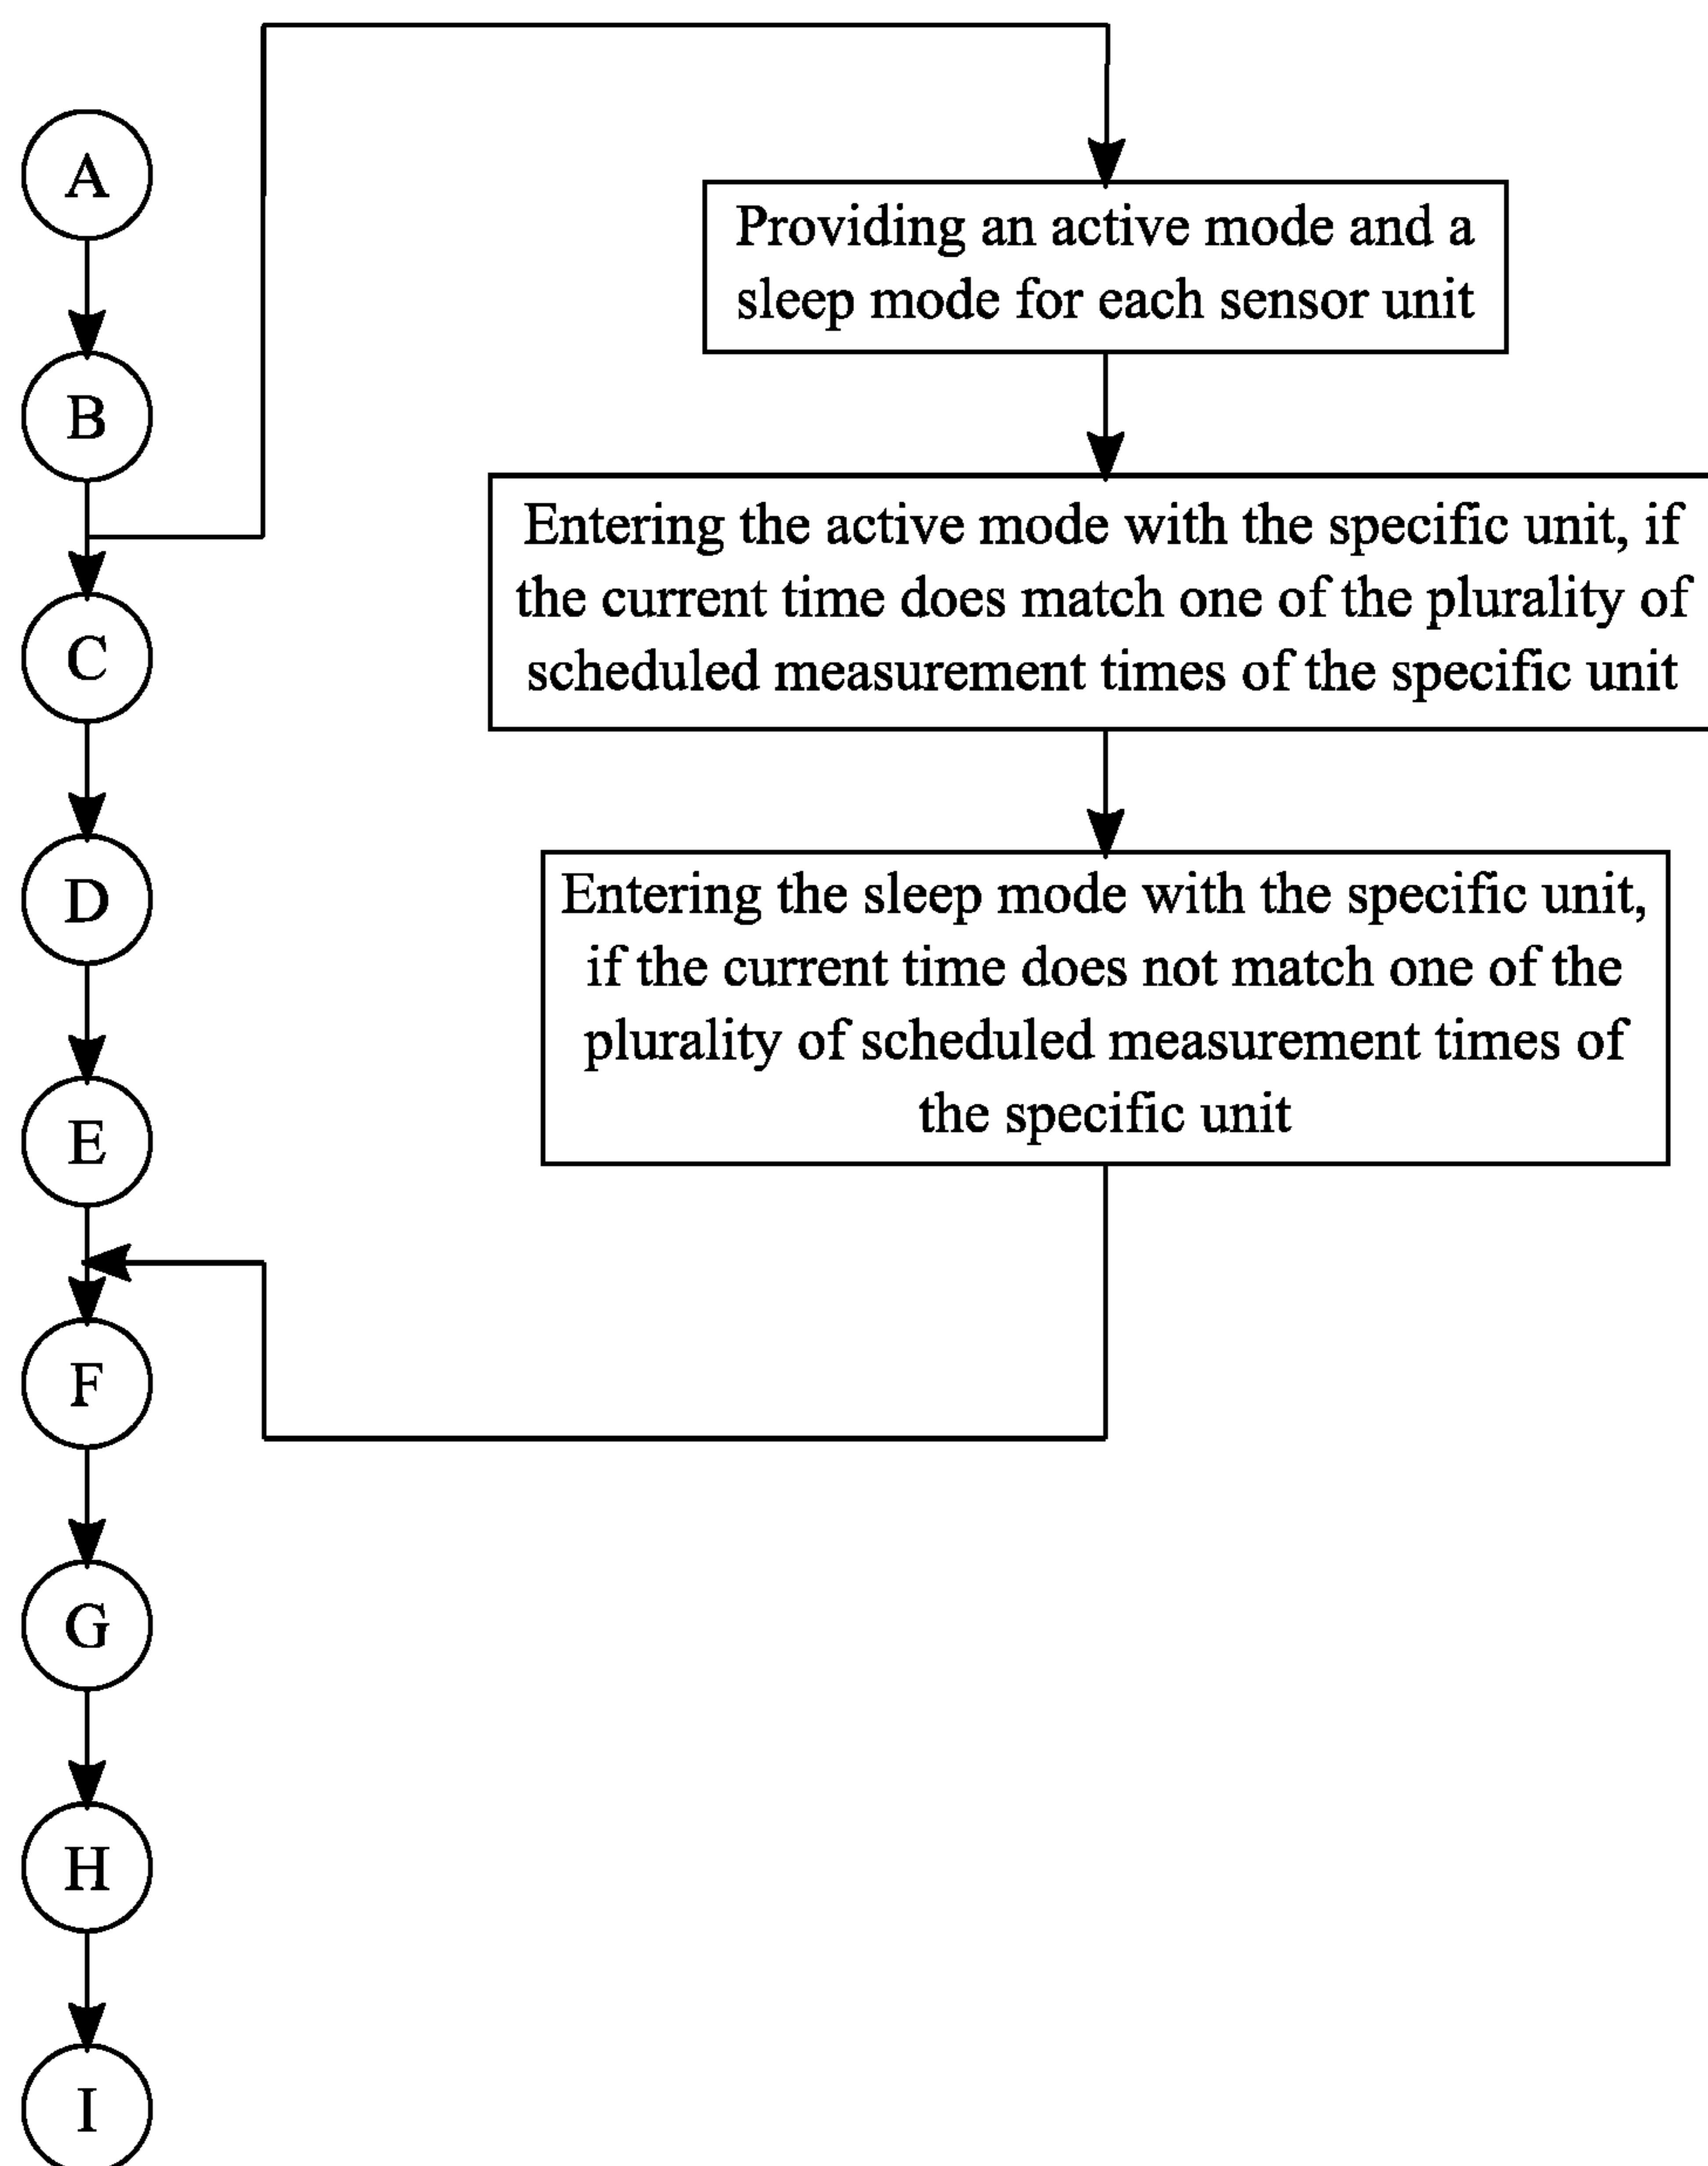 A
B
C
D
E
F
G
H
I
Providing an active mode and a
sleep mode for each sensor unit
Entering the active mode with the specific unit, if
the current time does match one of the plurality of
scheduled measurement times of the specific unit
Entering the sleep mode with the specific unit,
if the current time does not match one of the
plurality of scheduled measurement times of
the specific unit